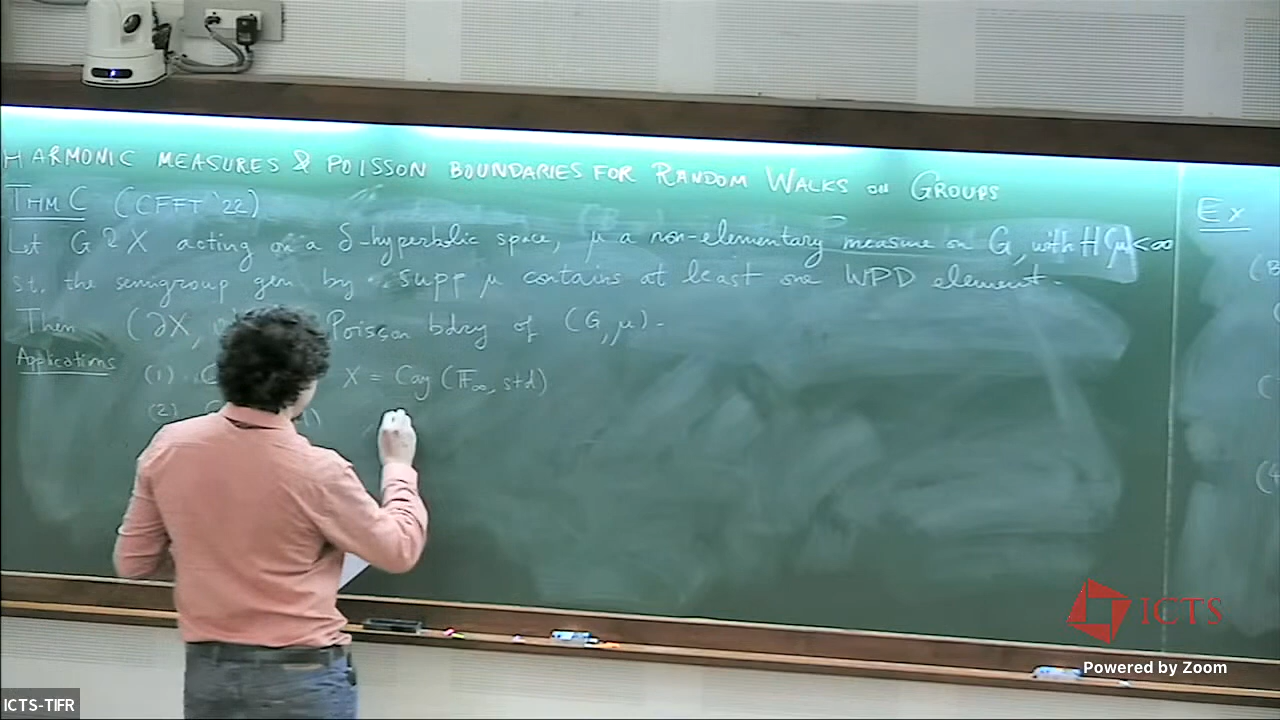 HARMONIC MEASURES & POISSON BOUNDARIES FOR RANDOM WALKS ON GROUPS
THM C (CFFT '22)
Let G ↷ X acting on a δ-hyperbolic space, μ a non-elementary measure on G, with H(μ)<∞
st. the semigroup gen by supp μ contains at least one WPD element.
Then (∂X, Poisson bdry of (G, μ).
Applications
(1) X = Cay (𝔽∞, std)
(2)
Ex
ICTS
Powered by Zoom
ICTS-TIFR